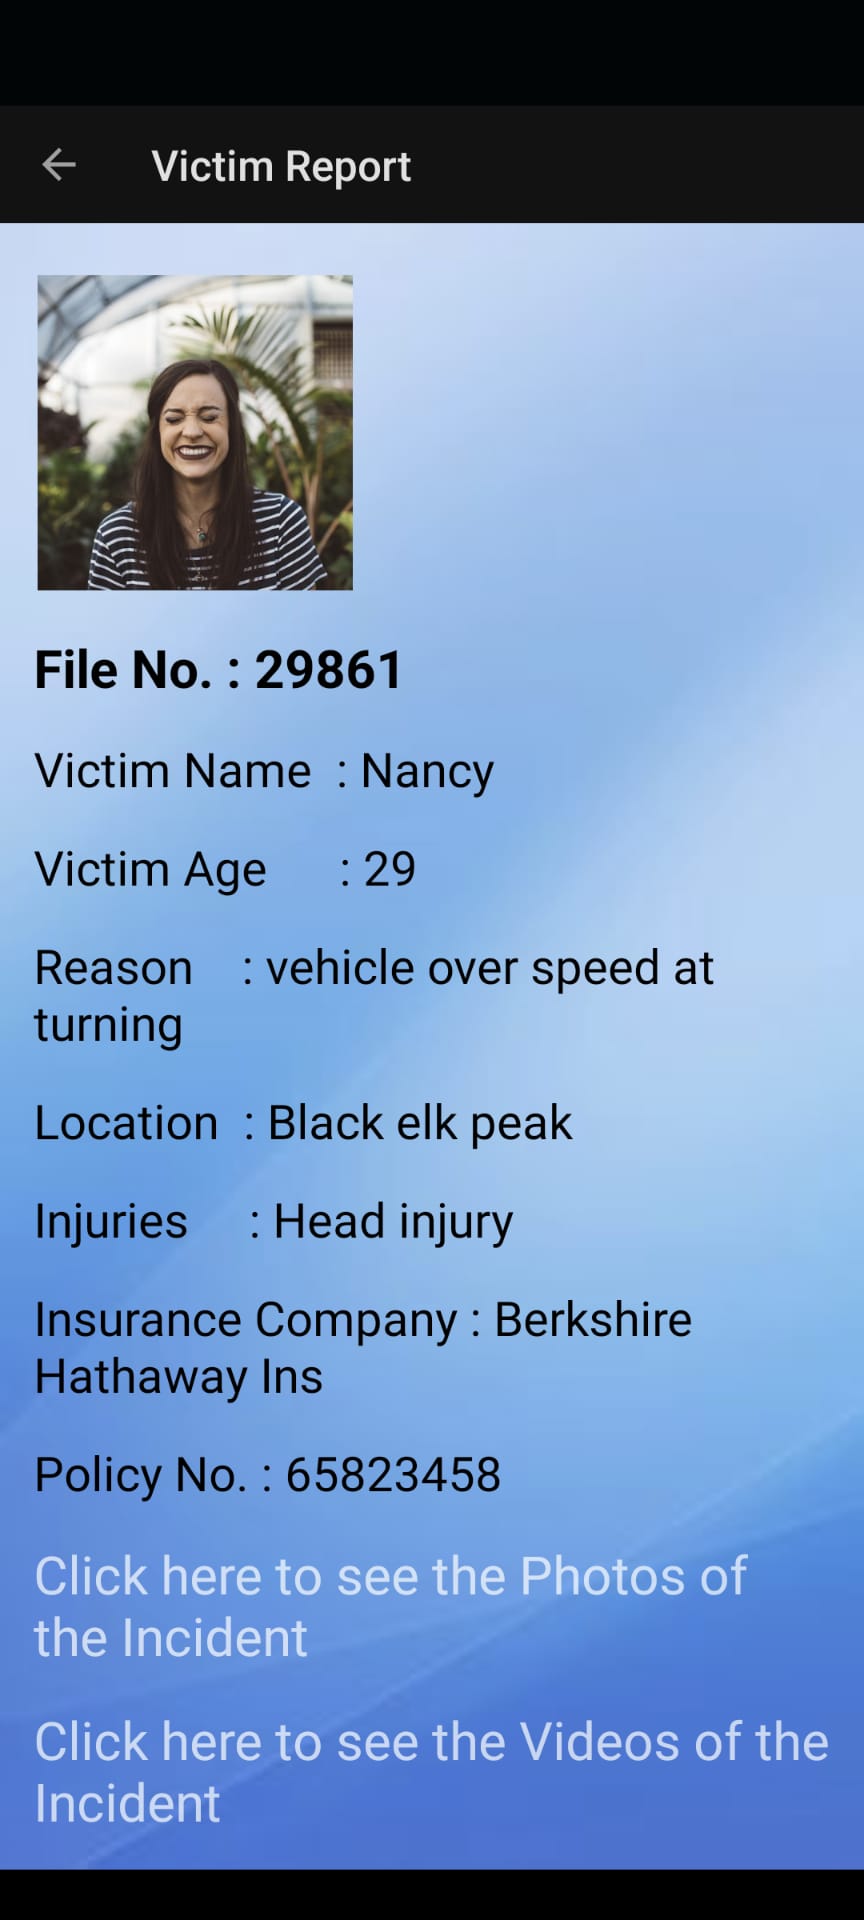 Victim Report
File No. : 29861
Victim Name : Nancy
Victim Age : 29
Reason : vehicle over speed at
turning
Location : Black elk peak
Injuries : Head injury
Insurance Company : Berkshire
Hathaway Ins
Policy No. : 65823458
Click here to see the Photos of
the Incident
Click here to see the Videos of the
Incident